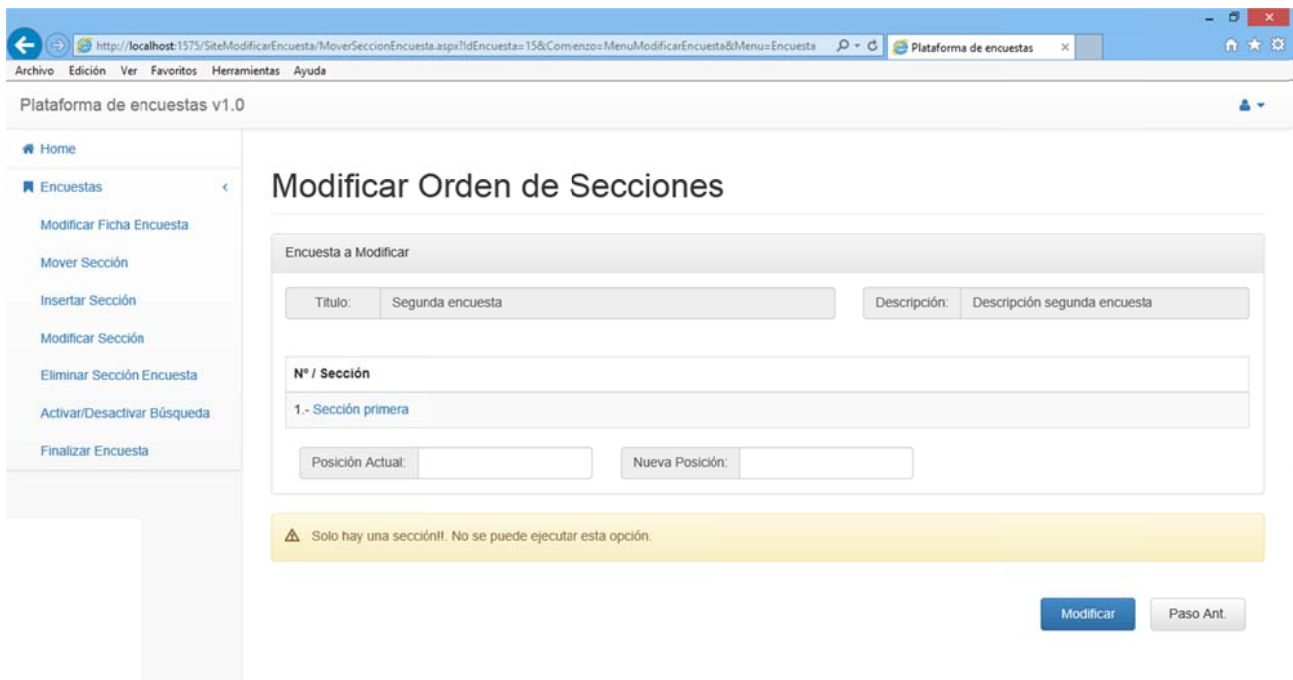 http://localhost:1575/SiteModificarEncuesta/MoverSeccionEncuesta.aspx?IdEncuesta=15&Comienzo=MenuModificarEncuesta&Menu=Encuesta
Plataforma de encuestas
Archivo Edición Ver Favoritos Herramientas Ayuda
Plataforma de encuestas v1.0
Home
Encuestas
Modificar Ficha Encuesta
Mover Sección
Insertar Sección
Modificar Sección
Eliminar Sección Encuesta
Activar/Desactivar Búsqueda
Finalizar Encuesta
Modificar Orden de Secciones
Encuesta a Modificar
Titulo: Segunda encuesta Descripción: Descripción segunda encuesta
Nº / Sección
1.- Sección primera
Posición Actual: Nueva Posición:
Solo hay una sección!!. No se puede ejecutar esta opción.
Modificar Paso Ant.